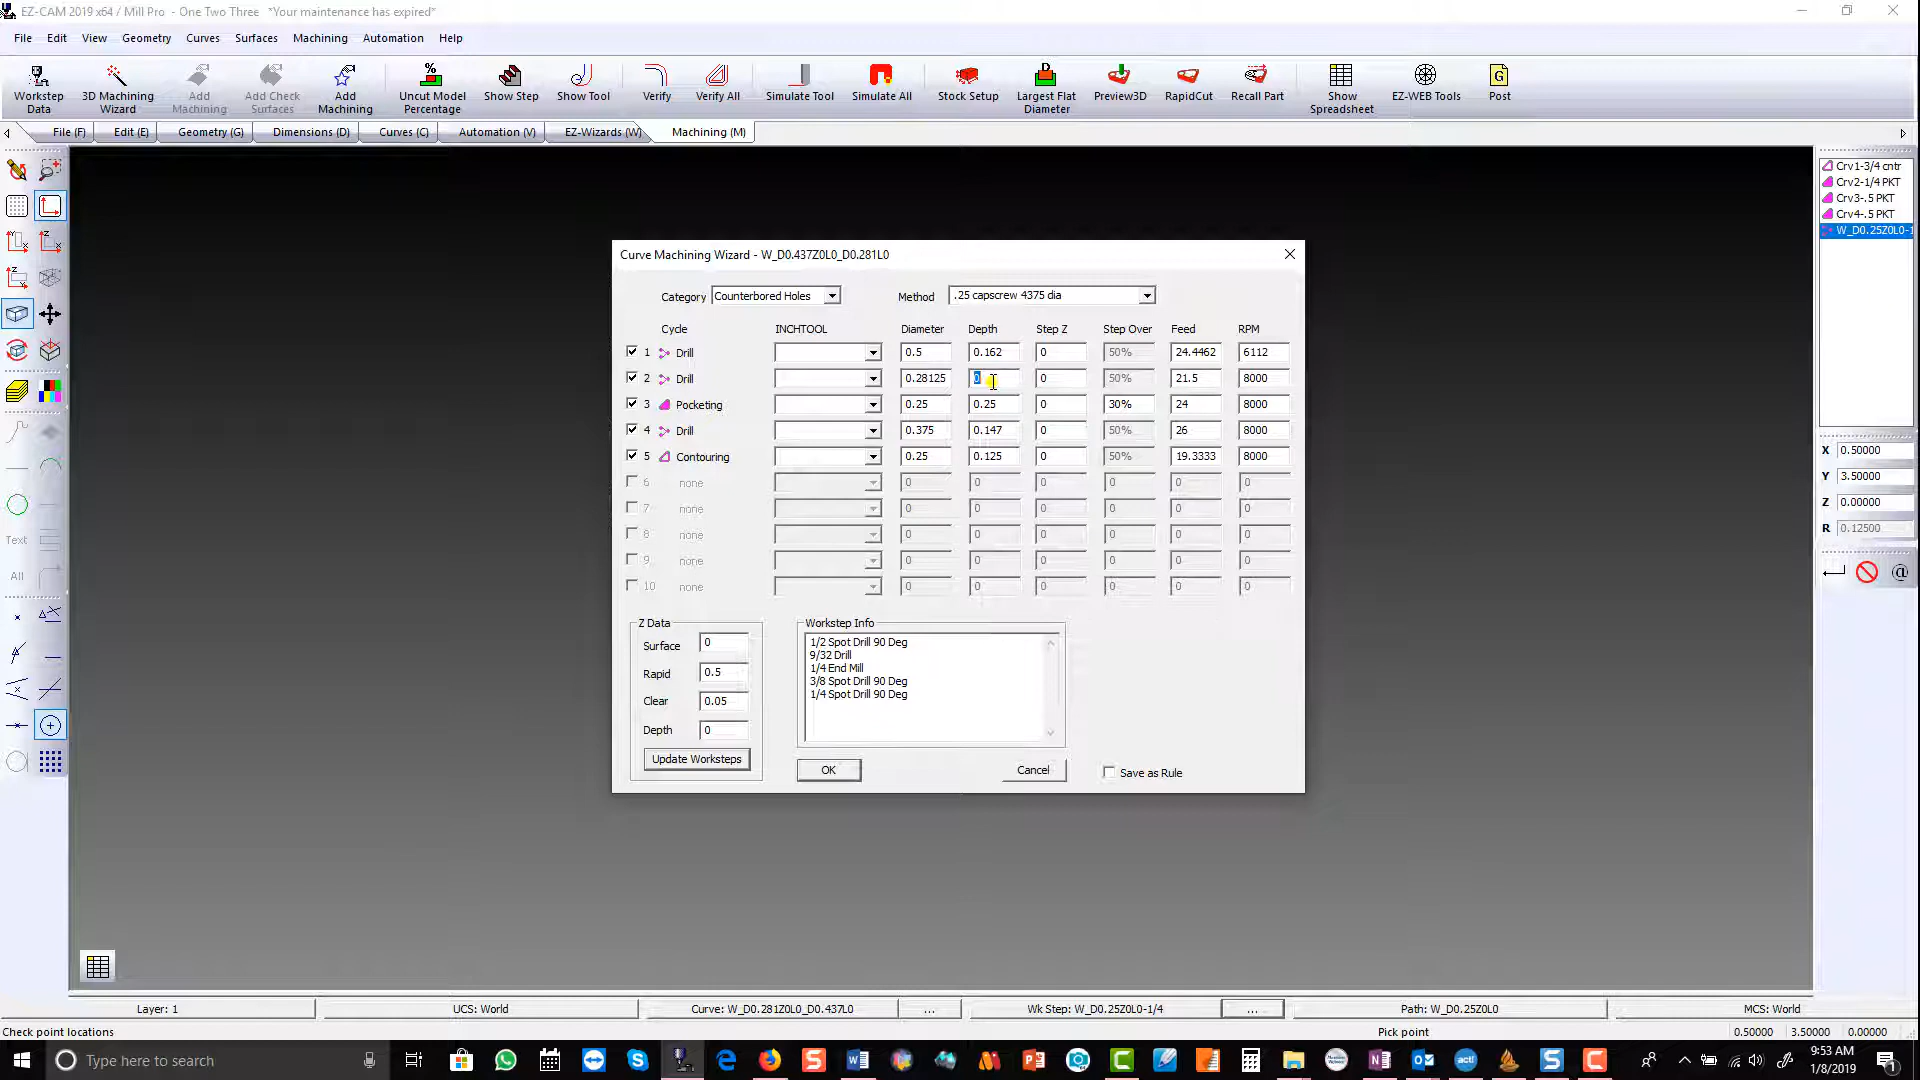 EZ-CAM 2019 x64 / Mill Pro - One Two Three *Your maintenance has expired*
File Edit View Geometry Curves Surfaces Machining Automation Help
Workstep Data
3D Machining Wizard
Add Machining
Add Check Surfaces
Add Machining
Uncut Model Percentage
Show Step
Show Tool
Verify
Verify All
Simulate Tool
Simulate All
Stock Setup
Largest Flat Diameter
Preview3D
RapidCut
Recall Part
Show Spreadsheet
EZ-WEB Tools
Post
File (F) Edit (E) Geometry (G) Dimensions (D) Curves (C) Automation (V) EZ-Wizards (W) Machining (M)
Crv1-3/4 cntr
Crv2-1/4 PKT
Crv3-.5 PKT
Crv4-.5 PKT
W_D0.25Z0L0-1
X 0.50000
Y 3.50000
Z 0.00000
R 0.12500
@
Text
All
Curve Machining Wizard - W_D0.437Z0L0_D0.281L0
Category Counterbored Holes Method .25 capscrew 4375 dia
Cycle INCHTOOL Diameter Depth Step Z Step Over Feed RPM
1 Drill 0.5 0.162 0 50% 24.4462 6112
2 Drill 0.28125 0 0 50% 21.5 8000
3 Pocketing 0.25 0.25 0 30% 24 8000
4 Drill 0.375 0.147 0 50% 26 8000
5 Contouring 0.25 0.125 0 50% 19.3333 8000
6 none 0 0 0 0 0 0
7 none 0 0 0 0 0 0
8 none 0 0 0 0 0 0
9 none 0 0 0 0 0 0
10 none 0 0 0 0 0 0
Z Data
Surface 0
Rapid 0.5
Clear 0.05
Depth 0
Update Worksteps
Workstep Info
1/2 Spot Drill 90 Deg
9/32 Drill
1/4 End Mill
3/8 Spot Drill 90 Deg
1/4 Spot Drill 90 Deg
OK Cancel Save as Rule
Layer: 1 UCS: World Curve: W_D0.281Z0L0_D0.437L0 ... Wk Step: W_D0.25Z0L0-1/4 ... Path: W_D0.25Z0L0 MCS: World
Check point locations Pick point 0.50000 3.50000 0.00000
Type here to search
9:53 AM
1/8/2019